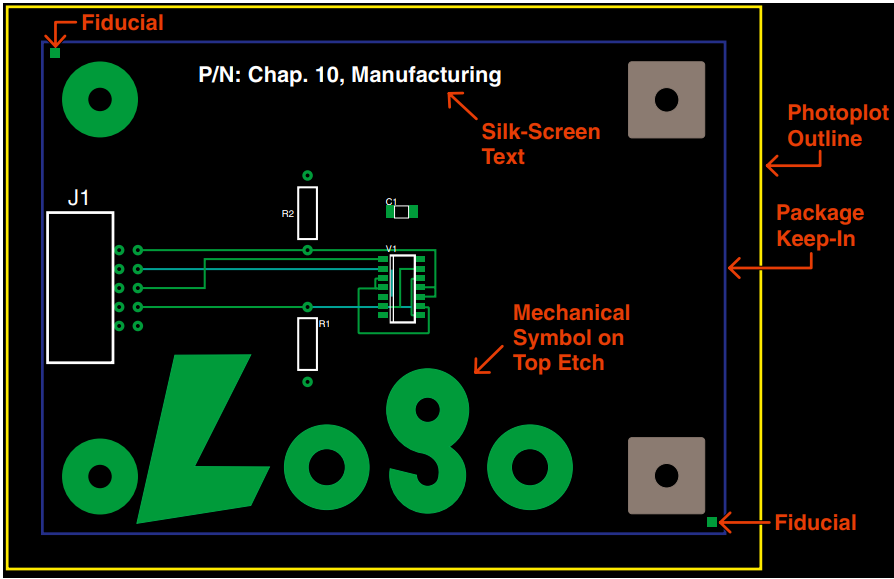 Fiducial
P/N: Chap. 10, Manufacturing
Silk-Screen
Text
Photoplot
Outline
J1
R2
C1
Package
Keep-In
V1
Mechanical
Symbol on
Top Etch
R1
Logo
Fiducial